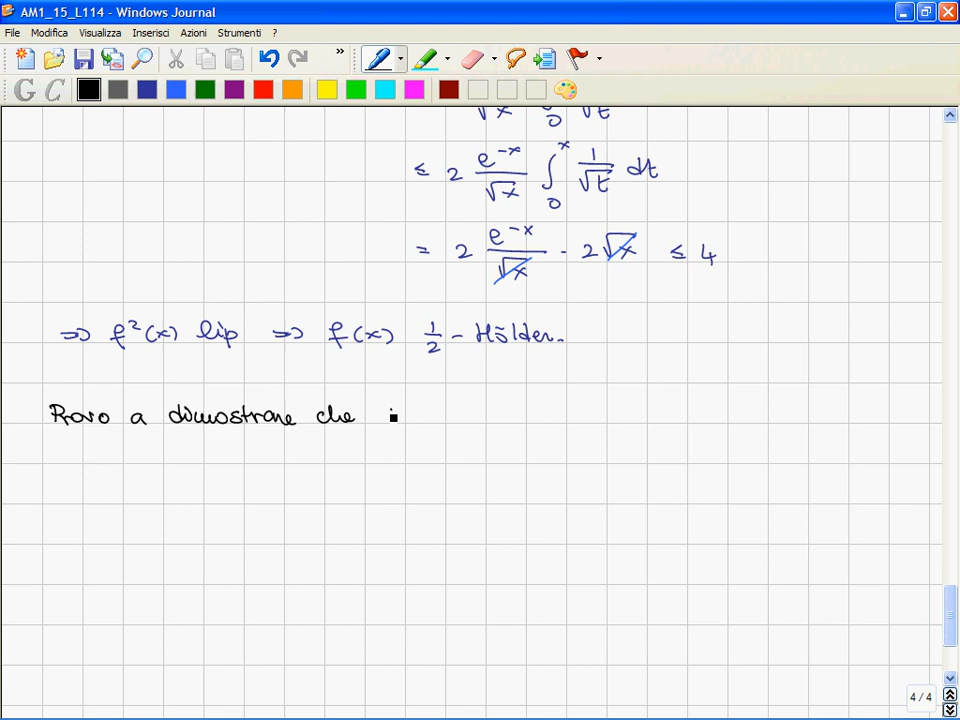 AM1_15_L114 - Windows Journal
File Modifica Visualizza Inserisci Azioni Strumenti ?
»
G C
√x 0 √t
≤ 2 e^{-x}/√x ∫_0^x 1/√t dt
= 2 e^{-x}/√x · 2√x ≤ 4
⇒ f²(x) lip ⇒ f(x) 1/2 - Hölder.
Provo a dimostrare che i
4 / 4